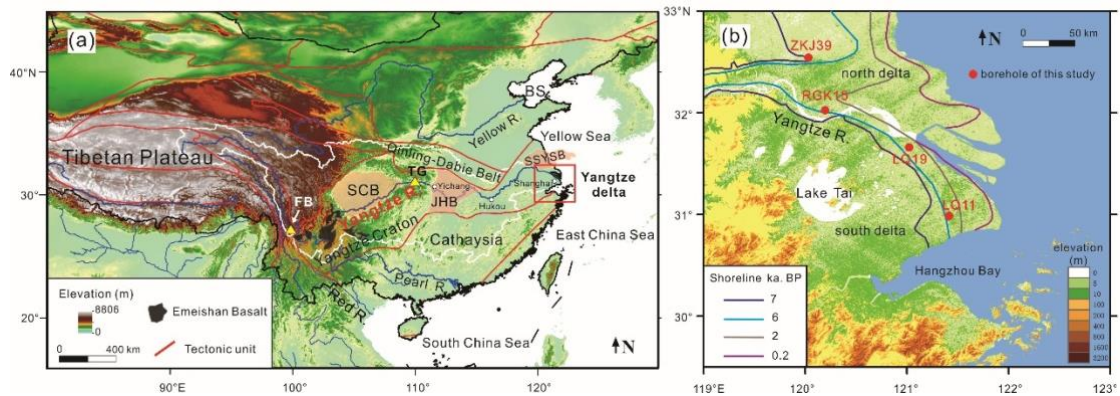 (a)
40°N
30°N
20°N
90°E
100°E
110°E
120°E
BS
Yellow R.
Yellow Sea
Qinling-Dabie Belt
SSYSB
Tibetan Plateau
TG
SCB
Yichang
Shanghai
Yangtze delta
JHB
Hukou
FB
Yangtze R.
Yangtze Craton
Cathaysia
East China Sea
Pearl R.
Red R.
South China Sea
Elevation (m)
8806
0
Emeishan Basalt
0 400 km
Tectonic unit
N
(b)
33°N
32°N
31°N
30°N
119°E
120°E
121°E
122°E
123°E
N
0 50 km
borehole of this study
ZKJ39
north delta
RGK15
Yangtze R.
LQ19
Lake Tai
LQ11
south delta
Hangzhou Bay
Shoreline ka. BP
7
6
2
0.2
elevation (m)
0
5
10
100
200
400
800
1600
3200